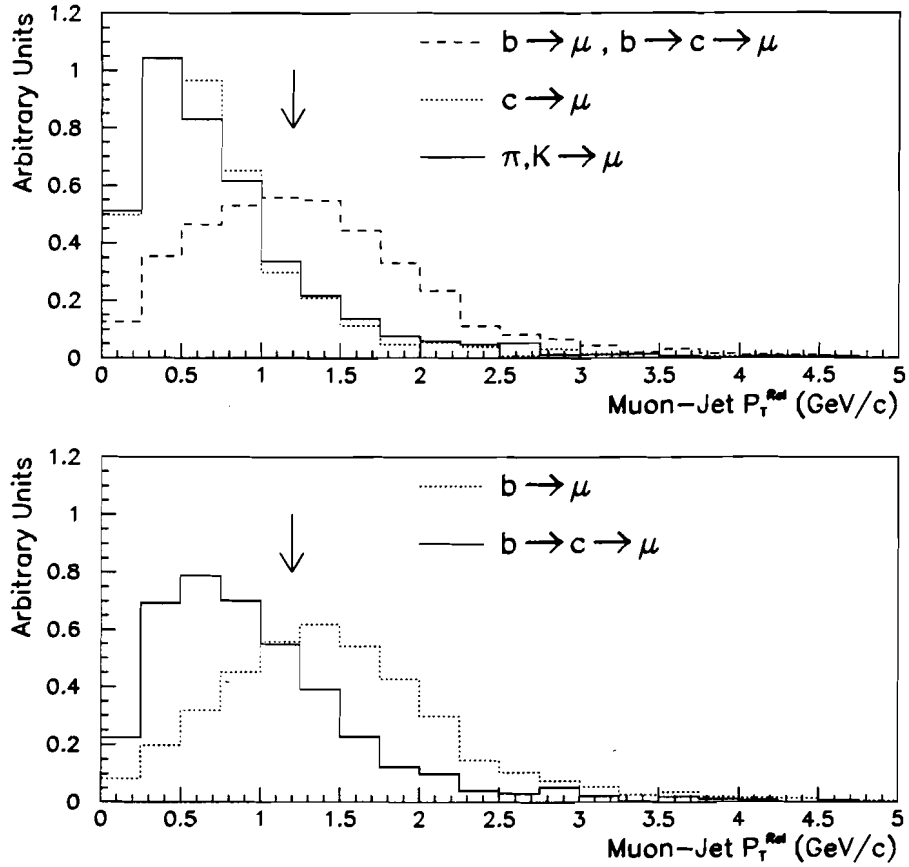 1.2
1
0.8
0.6
0.4
0.2
0
Arbitrary Units
b→μ , b→c→μ
c→μ
π,K→μ
0 0.5 1 1.5 2 2.5 3 3.5 4 4.5 5
Muon-Jet P_T^Rel (GeV/c)
1.2
1
0.8
0.6
0.4
0.2
0
Arbitrary Units
b→μ
b→c→μ
0 0.5 1 1.5 2 2.5 3 3.5 4 4.5 5
Muon-Jet P_T^Rel (GeV/c)